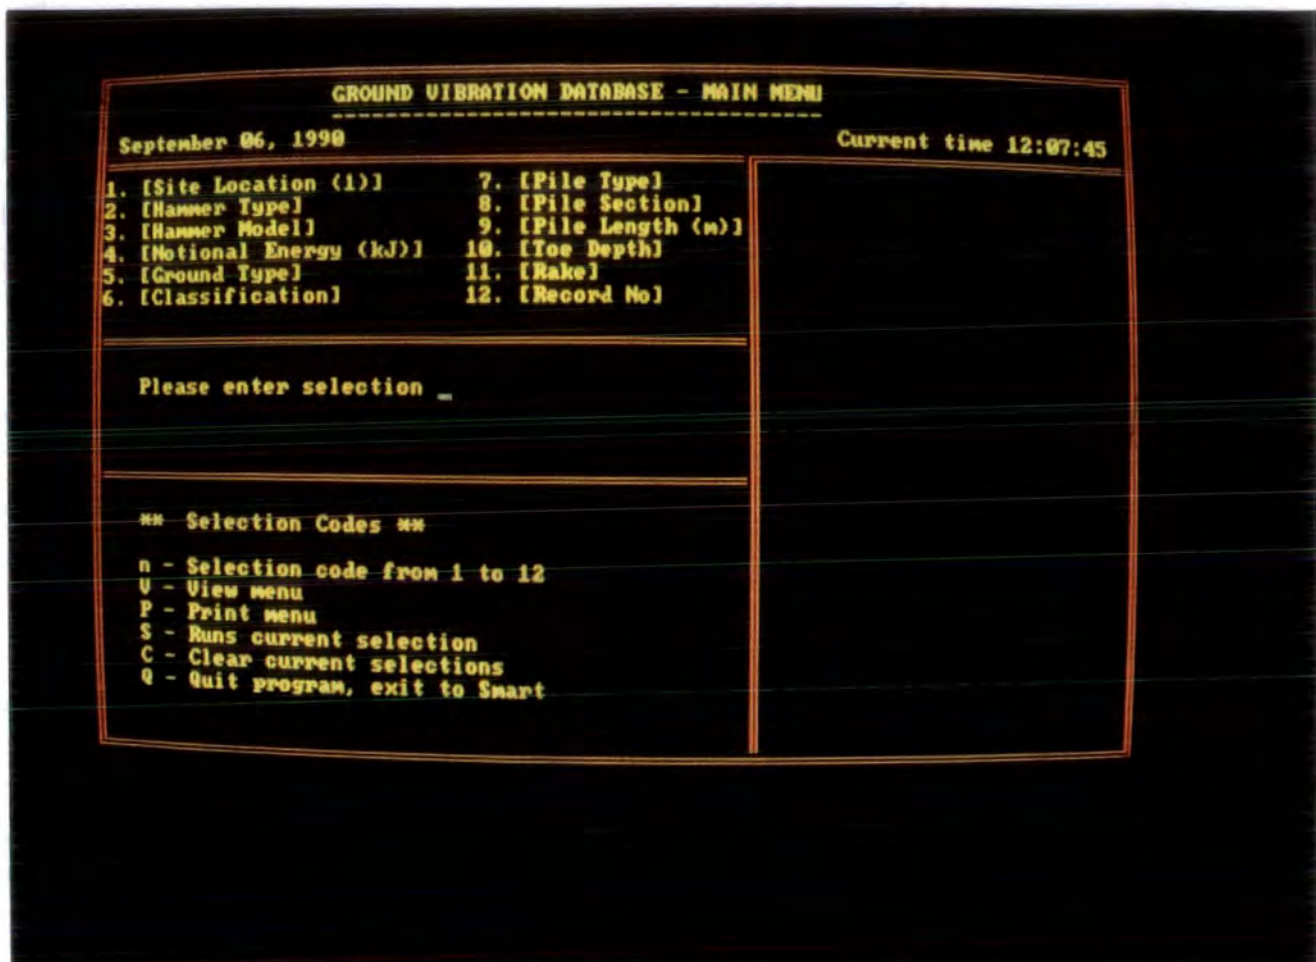 GROUND VIBRATION DATABASE - MAIN MENU
September 06, 1990
Current time 12:07:45
1. [Site Location (1)]
2. [Hammer Type]
3. [Hammer Model]
4. [Notional Energy (kJ)]
5. [Ground Type]
6. [Classification]
7. [Pile Type]
8. [Pile Section]
9. [Pile Length (m)]
10. [Toe Depth]
11. [Rake]
12. [Record No]
Please enter selection _
** Selection Codes **
n - Selection code from 1 to 12
V - View menu
P - Print menu
S - Runs current selection
C - Clear current selections
Q - Quit program, exit to Smart